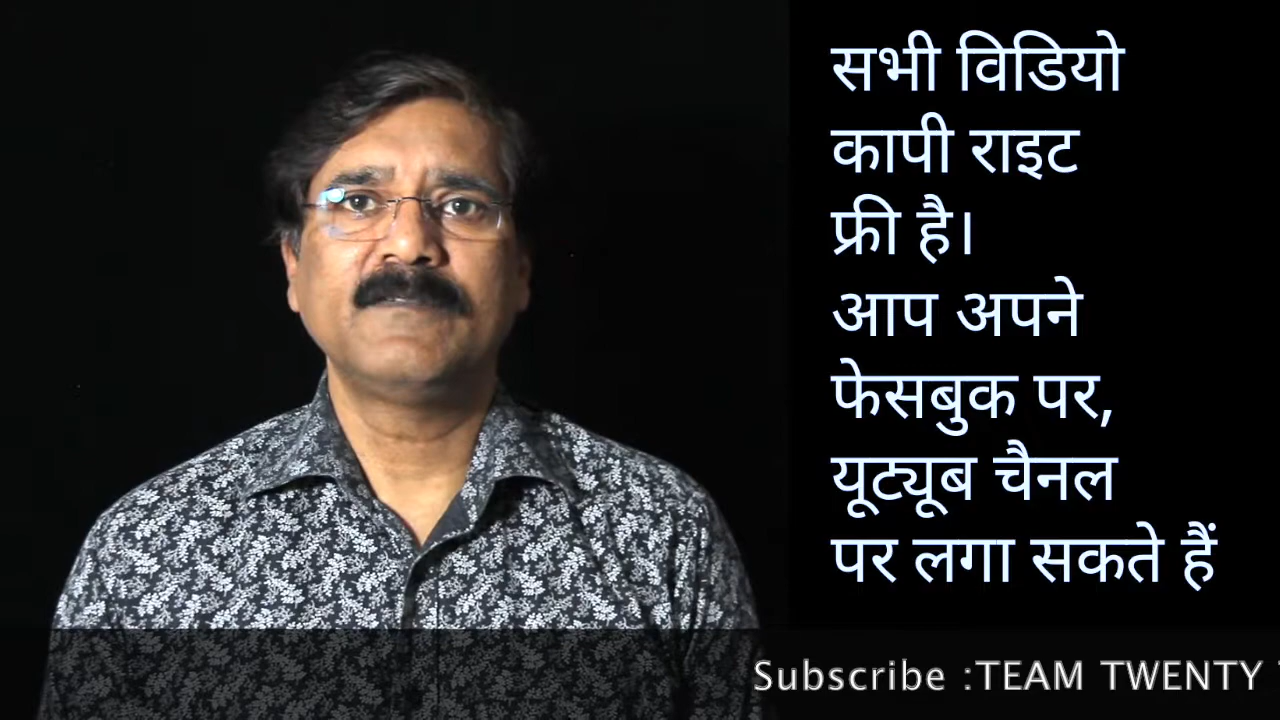 सभी विडियो
कापी राइट
फ्री है।
आप अपने
फेसबुक पर,
यूट्यूब चैनल
पर लगा सकते हैं
Subscribe :TEAM TWENTY